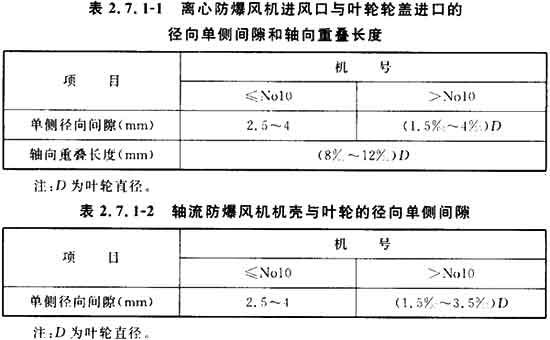 表 2.7.1-1 离心防爆风机进风口与叶轮轮盖进口的
径向单侧间隙和轴向重叠长度
项 目 机 号
≤No10 >No10
单侧径向间隙(mm) 2.5～4 (1.5‰～4‰)D
轴向重叠长度(mm) (8‰～12‰)D
注:D 为叶轮直径。
表 2.7.1-2 轴流防爆风机机壳与叶轮的径向单侧间隙
项 目 机 号
≤No10 >No10
单侧径向间隙(mm) 2.5～4 (1.5‰～3.5‰)D
注:D 为叶轮直径。